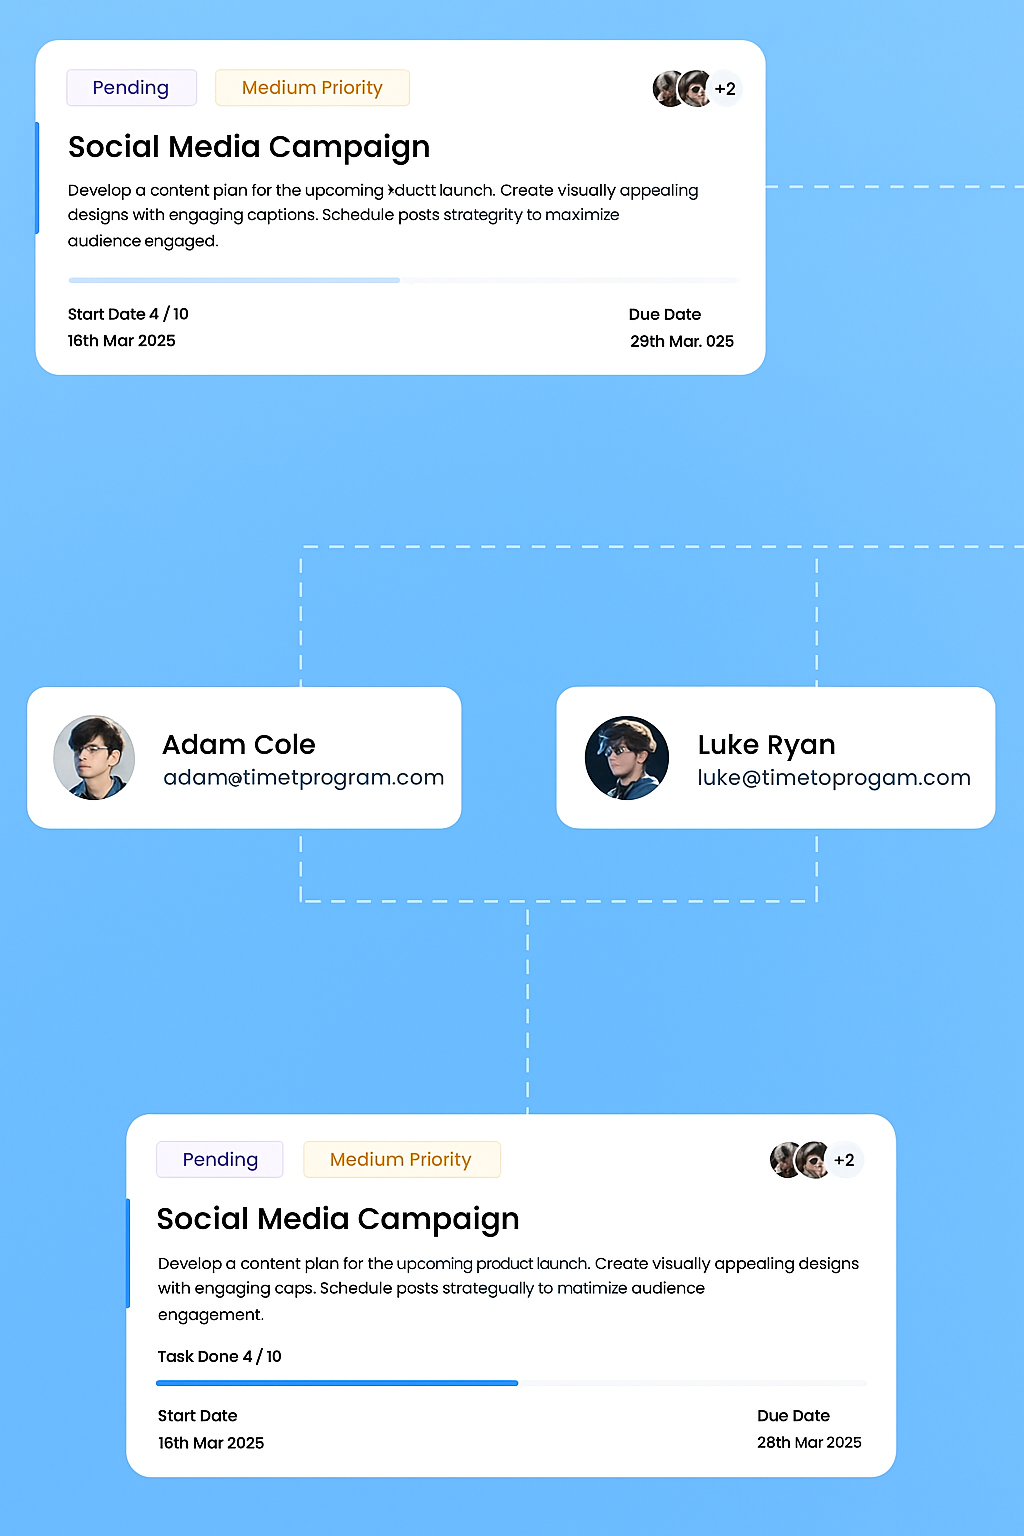 Pending Medium Priority +2
Social Media Campaign
Develop a content plan for the upcoming launch. Create visually appealing
designs with engaging captions. Schedule posts strategrity to maximize
audience engaged.
Start Date 4 / 10 Due Date
16th Mar 2025 29th Mar. 025
Adam Cole
adam@timetprogram.com
Luke Ryan
luke@timetoprogam.com
Pending Medium Priority +2
Social Media Campaign
Develop a content plan for the upcoming product launch. Create visually appealing designs
with engaging caps. Schedule posts strategually to matimize audience
engagement.
Task Done 4 / 10
Start Date Due Date
16th Mar 2025 28th Mar 2025